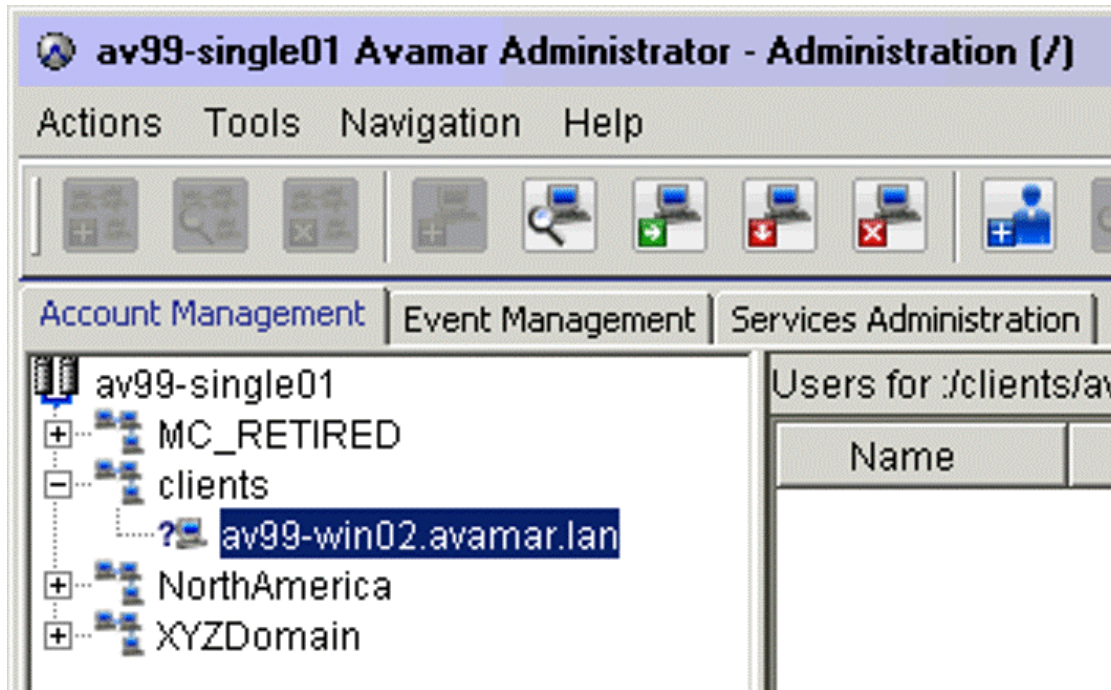 av99-single01 Avamar Administrator - Administration (/)
Actions Tools Navigation Help
Account Management Event Management Services Administration
av99-single01
MC_RETIRED
clients
?
av99-win02.avamar.lan
NorthAmerica
XYZDomain
Users for :/clients/av
Name